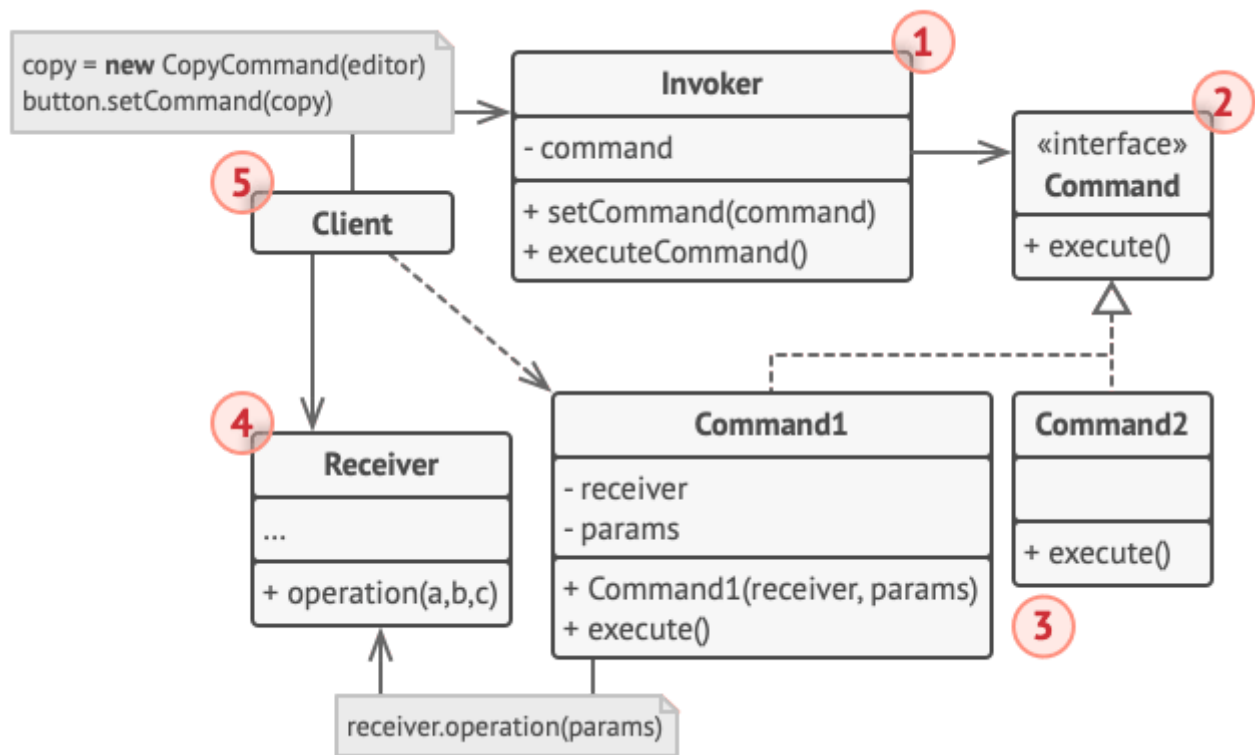 copy = new CopyCommand(editor)
button.setCommand(copy)
1
Invoker
- command
+ setCommand(command)
+ executeCommand()
2
«interface»
Command
+ execute()
5
Client
4
Receiver
...
+ operation(a,b,c)
Command1
- receiver
- params
+ Command1(receiver, params)
+ execute()
Command2
+ execute()
3
receiver.operation(params)